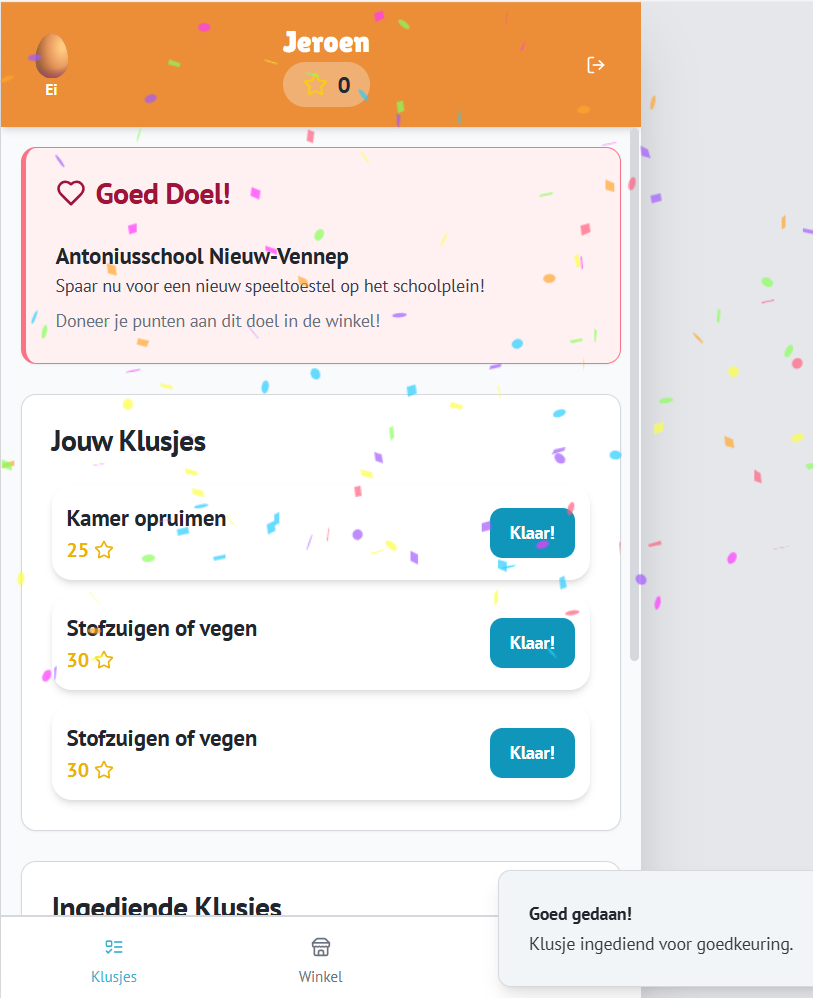 Ei
Jeroen
0
Goed Doel!
Antoniusschool Nieuw-Vennep
Spaar nu voor een nieuw speeltoestel op het schoolplein!
Doneer je punten aan dit doel in de winkel!
Jouw Klusjes
Kamer opruimen
25
Klaar!
Stofzuigen of vegen
30
Klaar!
Stofzuigen of vegen
30
Klaar!
Ingediende Klusjes
Goed gedaan!
Klusje ingediend voor goedkeuring.
Klusjes
Winkel